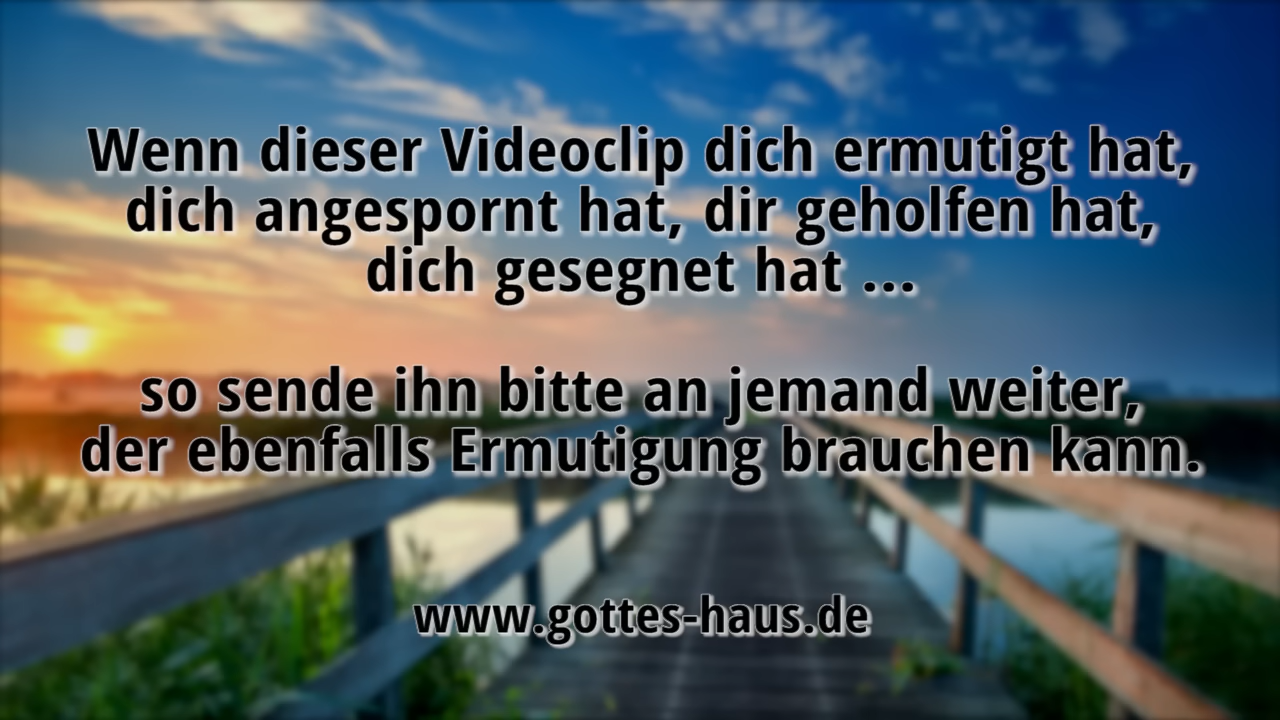 Wenn dieser Videoclip dich ermutigt hat,
dich angespornt hat, dir geholfen hat,
dich gesegnet hat ...
so sende ihn bitte an jemand weiter,
der ebenfalls Ermutigung brauchen kann.
www.gottes-haus.de